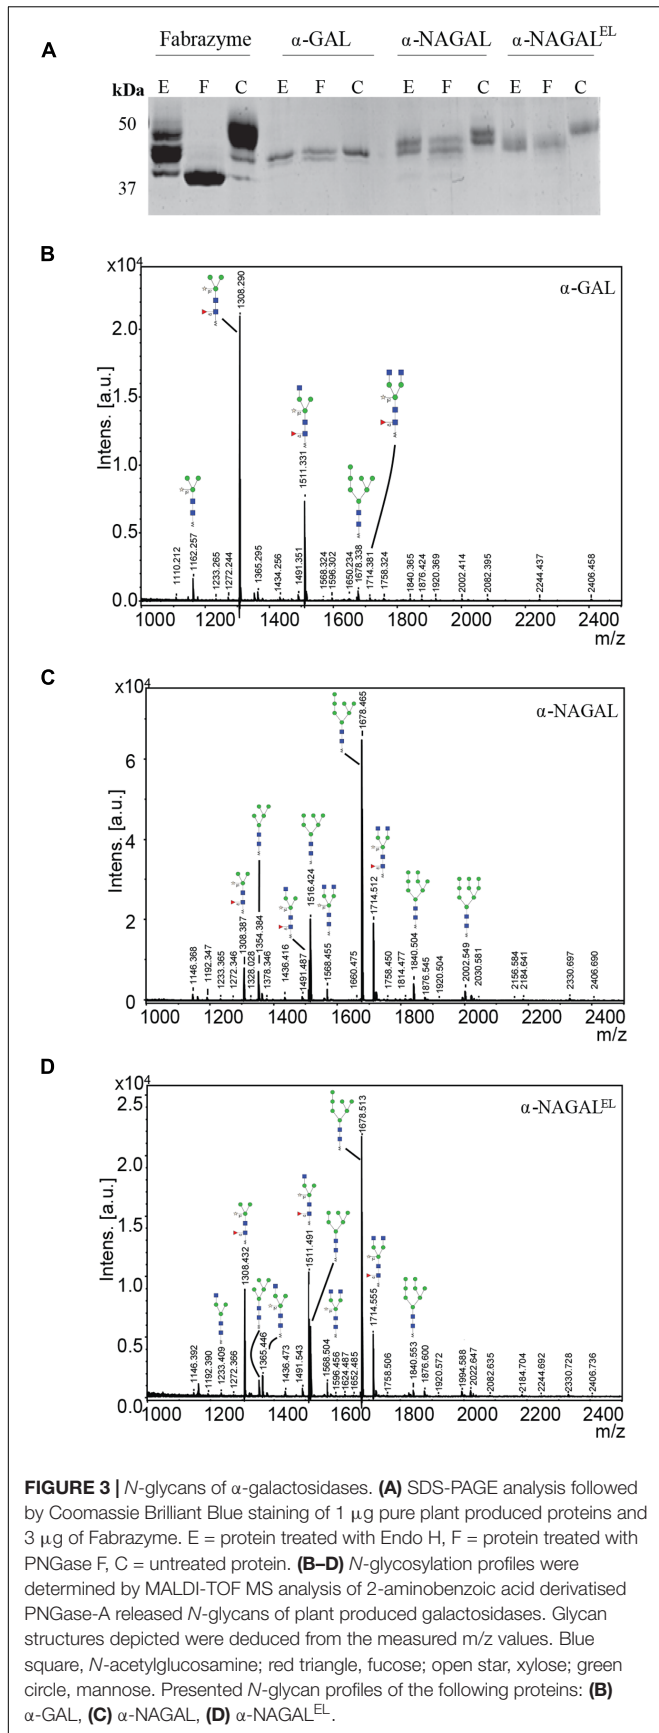 A
Fabrazyme α-GAL α-NAGAL α-NAGALEL
kDa E F C E F C E F C E F C
50
37
B
x10⁴
α-GAL
Intens. [a.u.]
2.0
1.5
1.0
0.5
0.0
1110.212
1162.257
1233.265
1272.244
1308.290
1365.295
1434.256
1491.351
1511.331
1568.324
1596.302
1650.234
1678.338
1714.381
1758.324
1840.365
1876.424
1920.369
2002.414
2082.395
2244.437
2406.458
1000 1200 1400 1600 1800 2000 2200 2400
m/z
C
x10⁴
α-NAGAL
Intens. [a.u.]
6
4
2
0
1146.368
1192.347
1233.365
1272.346
1308.387
1328.028
1354.384
1378.346
1436.416
1491.487
1516.424
1568.455
1660.475
1678.465
1714.512
1758.450
1814.477
1840.504
1876.545
1920.504
2002.549
2030.581
2156.584
2184.641
2330.697
2406.690
1000 1200 1400 1600 1800 2000 2200 2400
m/z
D
x10⁴
α-NAGALEL
Intens. [a.u.]
2.5
2.0
1.5
1.0
0.5
0.0
1146.392
1192.390
1233.409
1272.366
1308.432
1365.446
1436.473
1491.543
1511.491
1568.504
1596.456
1624.487
1652.485
1678.513
1714.555
1758.506
1840.553
1876.600
1920.572
1994.588
2022.647
2082.635
2184.704
2244.692
2330.728
2406.736
1000 1200 1400 1600 1800 2000 2200 2400
m/z
FIGURE 3 | N-glycans of α-galactosidases. (A) SDS-PAGE analysis followed
by Coomassie Brilliant Blue staining of 1 μg pure plant produced proteins and
3 μg of Fabrazyme. E = protein treated with Endo H, F = protein treated with
PNGase F, C = untreated protein. (B–D) N-glycosylation profiles were
determined by MALDI-TOF MS analysis of 2-aminobenzoic acid derivatised
PNGase-A released N-glycans of plant produced galactosidases. Glycan
structures depicted were deduced from the measured m/z values. Blue
square, N-acetylglucosamine; red triangle, fucose; open star, xylose; green
circle, mannose. Presented N-glycan profiles of the following proteins: (B)
α-GAL, (C) α-NAGAL, (D) α-NAGALEL.